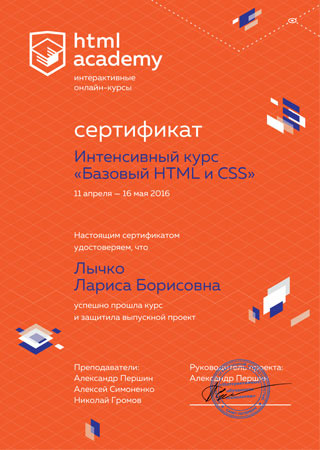 html
academy
интерактивные
онлайн-курсы
сертификат
Интенсивный курс
«Базовый HTML и CSS»
11 апреля — 16 мая 2016
Настоящим сертификатом
удостоверяем, что
Лычко
Лариса Борисовна
успешно прошла курс
и защитила выпускной проект
Преподаватели:
Александр Першин
Алексей Симоненко
Николай Громов
Руководитель проекта:
Александр Першин